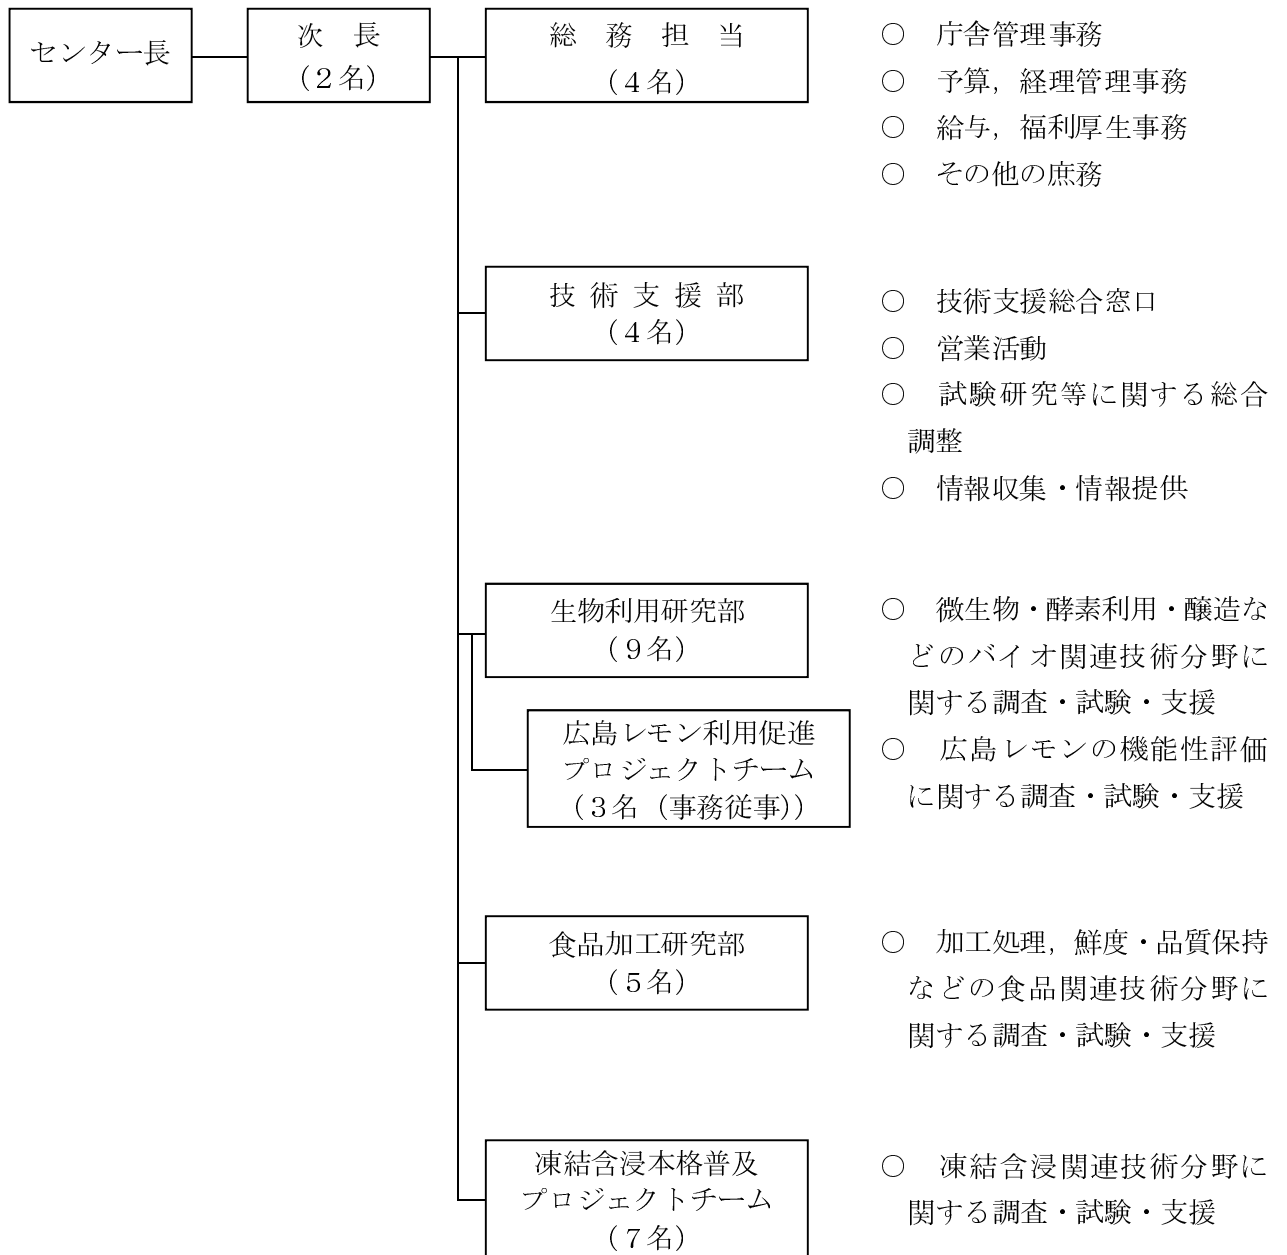 センター長
次　長
（２名）
総　務　担　当
（４名）
○　庁舎管理事務
○　予算，経理管理事務
○　給与，福利厚生事務
○　その他の庶務
技 術 支 援 部
（４名）
○　技術支援総合窓口
○　営業活動
○　試験研究等に関する総合
調整
○　情報収集・情報提供
生物利用研究部
（９名）
広島レモン利用促進
プロジェクトチーム
（３名（事務従事））
○　微生物・酵素利用・醸造な
どのバイオ関連技術分野に
関する調査・試験・支援
○　広島レモンの機能性評価
に関する調査・試験・支援
食品加工研究部
（５名）
○　加工処理，鮮度・品質保持
などの食品関連技術分野に
関する調査・試験・支援
凍結含浸本格普及
プロジェクトチーム
（７名）
○　凍結含浸関連技術分野に
関する調査・試験・支援